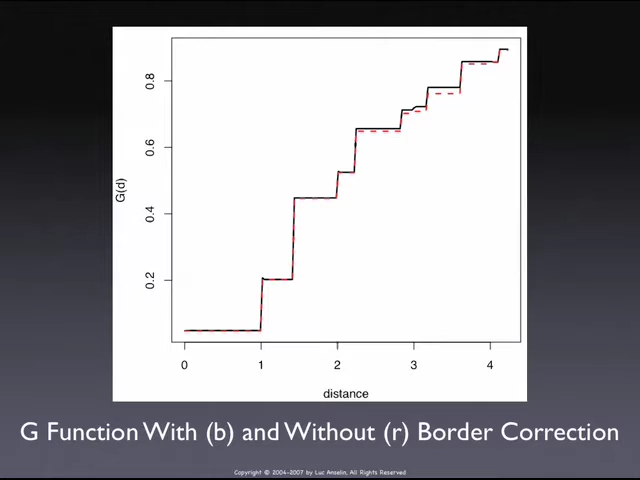 0.8
0.6
G(d)
0.4
0.2
0 1 2 3 4
distance
G Function With (b) and Without (r) Border Correction
Copyright © 2004-2007 by Luc Anselin, All Rights Reserved